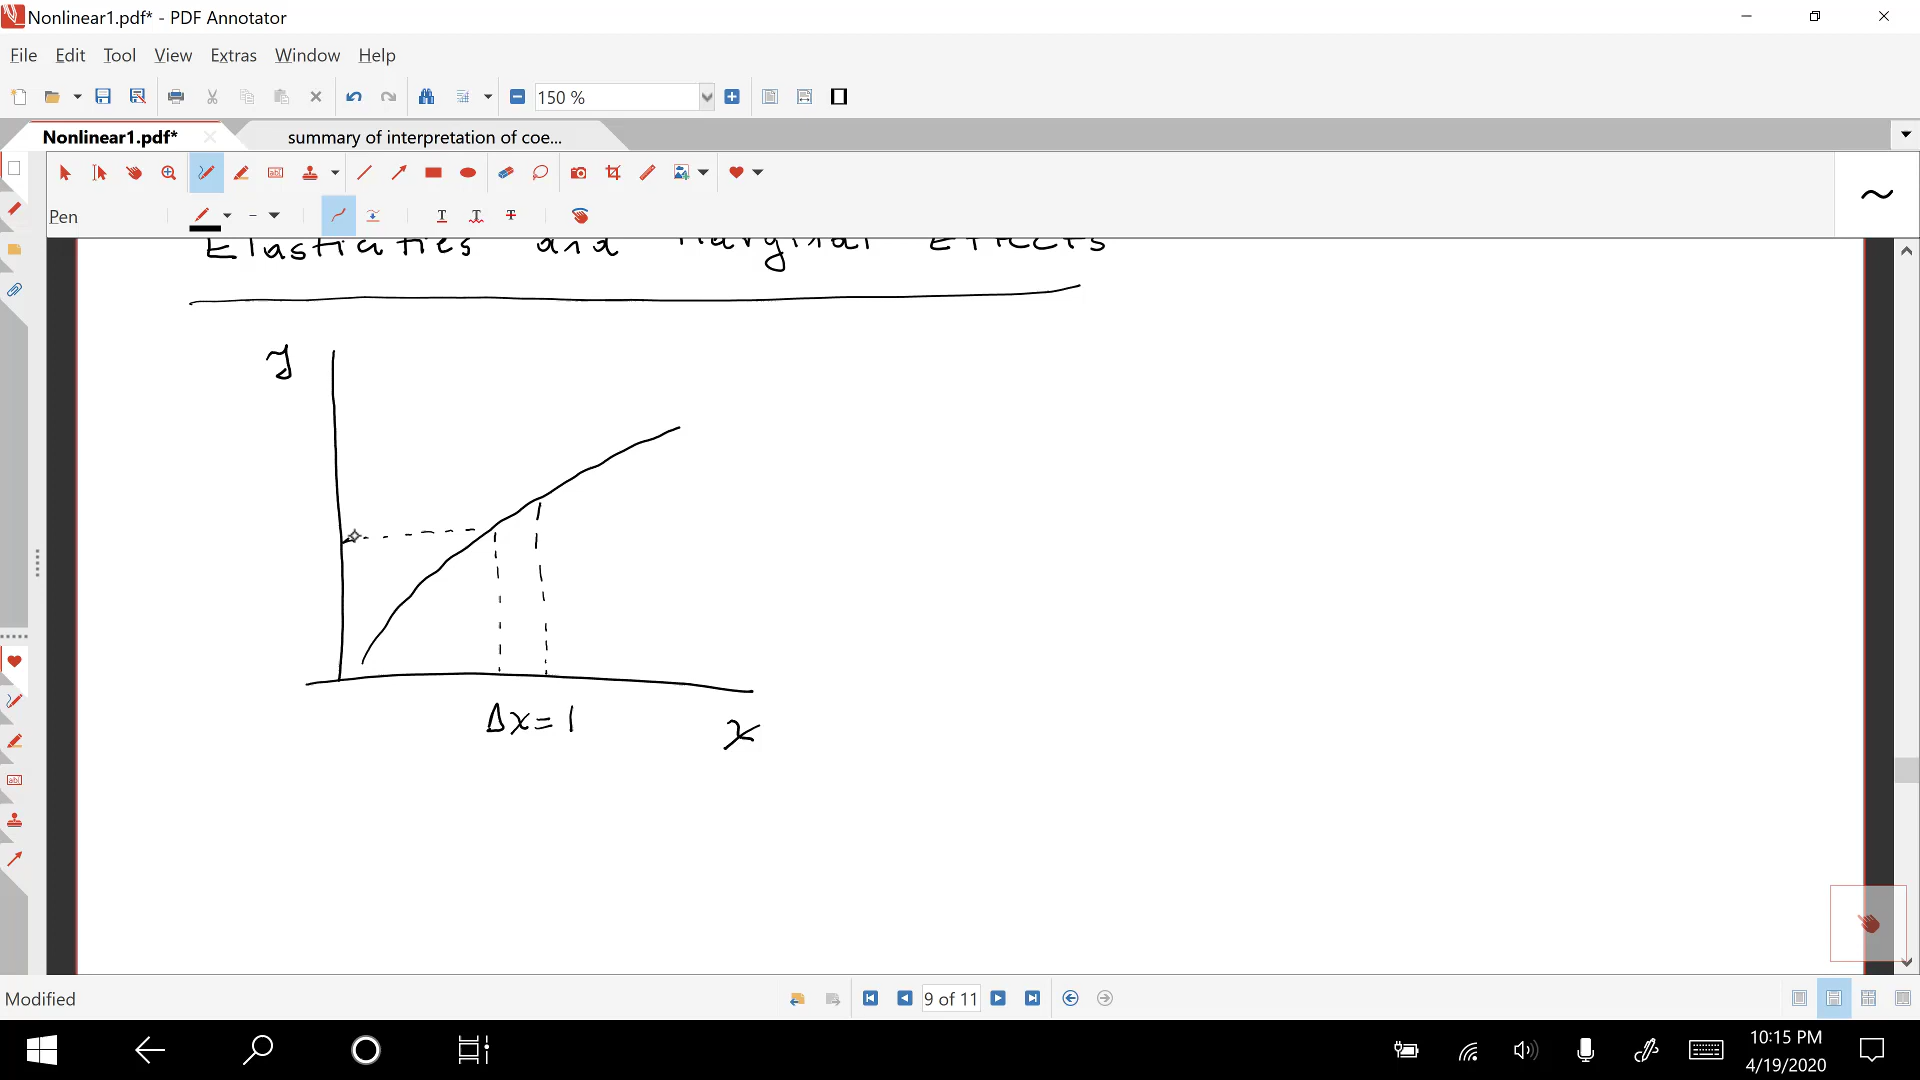 Nonlinear1.pdf* - PDF Annotator
File Edit Tool View Extras Window Help
150 %
Nonlinear1.pdf* summary of interpretation of coe...
Pen
Elasticities and Marginal Effects
y
Δx = 1
x
Modified
9 of 11
10:15 PM
4/19/2020